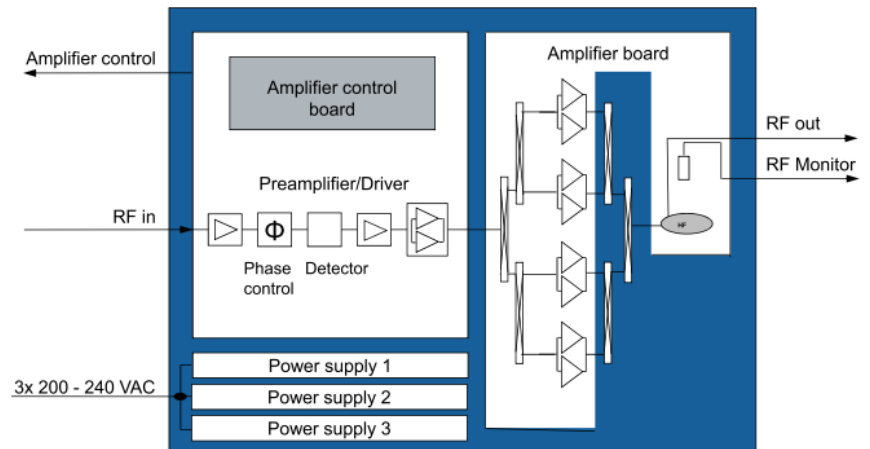 Amplifier control
Amplifier control
board
Amplifier board
RF out
RF Monitor
Preamplifier/Driver
RF in
Φ
HF
Phase
control
Detector
3x 200 - 240 VAC
Power supply 1
Power supply 2
Power supply 3